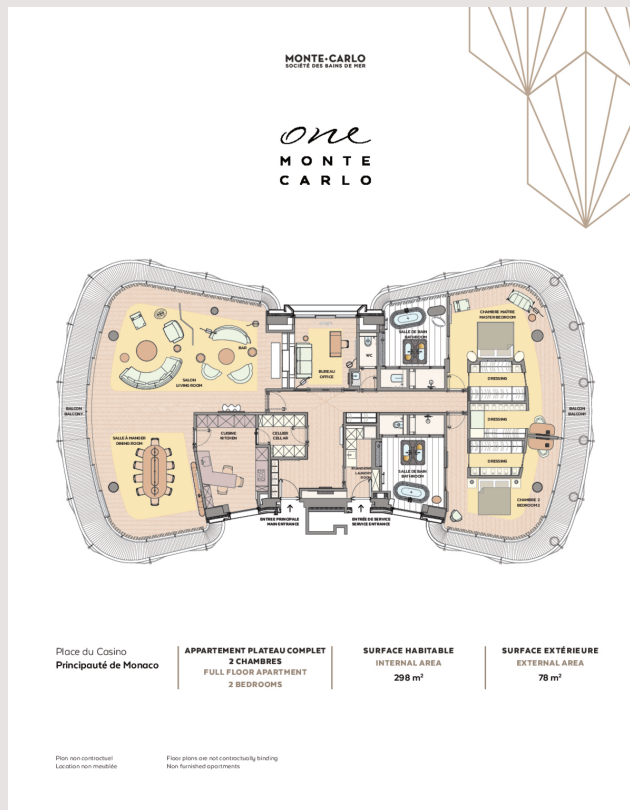 MONTE•CARLO
SOCIÉTÉ DES BAINS DE MER
one
MONTE
CARLO
CHAMBRE MAÎTRE
MASTER BEDROOM
SALLE DE BAIN
BATHROOM
BAR
WC
SALON
LIVING ROOM
BUREAU
OFFICE
DRESSING
BALCON
BALCONY
DRESSING
BALCON
BALCONY
SALLE À MANGER
DINING ROOM
CUISINE
KITCHEN
CELLIER
CELLAR
DRESSING
LAUNDRY
ROOM
SALLE DE BAIN
BATHROOM
CHAMBRE 2
BEDROOM 2
ENTRÉE PRINCIPALE
MAIN ENTRANCE
ENTRÉE DE SERVICE
SERVICE ENTRANCE
Place du Casino
Principauté de Monaco
APPARTEMENT PLATEAU COMPLET
2 CHAMBRES
FULL FLOOR APARTMENT
2 BEDROOMS
SURFACE HABITABLE
INTERNAL AREA
298 m²
SURFACE EXTÉRIEURE
EXTERNAL AREA
78 m²
Plan non contractuel
Location non meublée
Floor plans are not contractually binding
Non furnished apartments